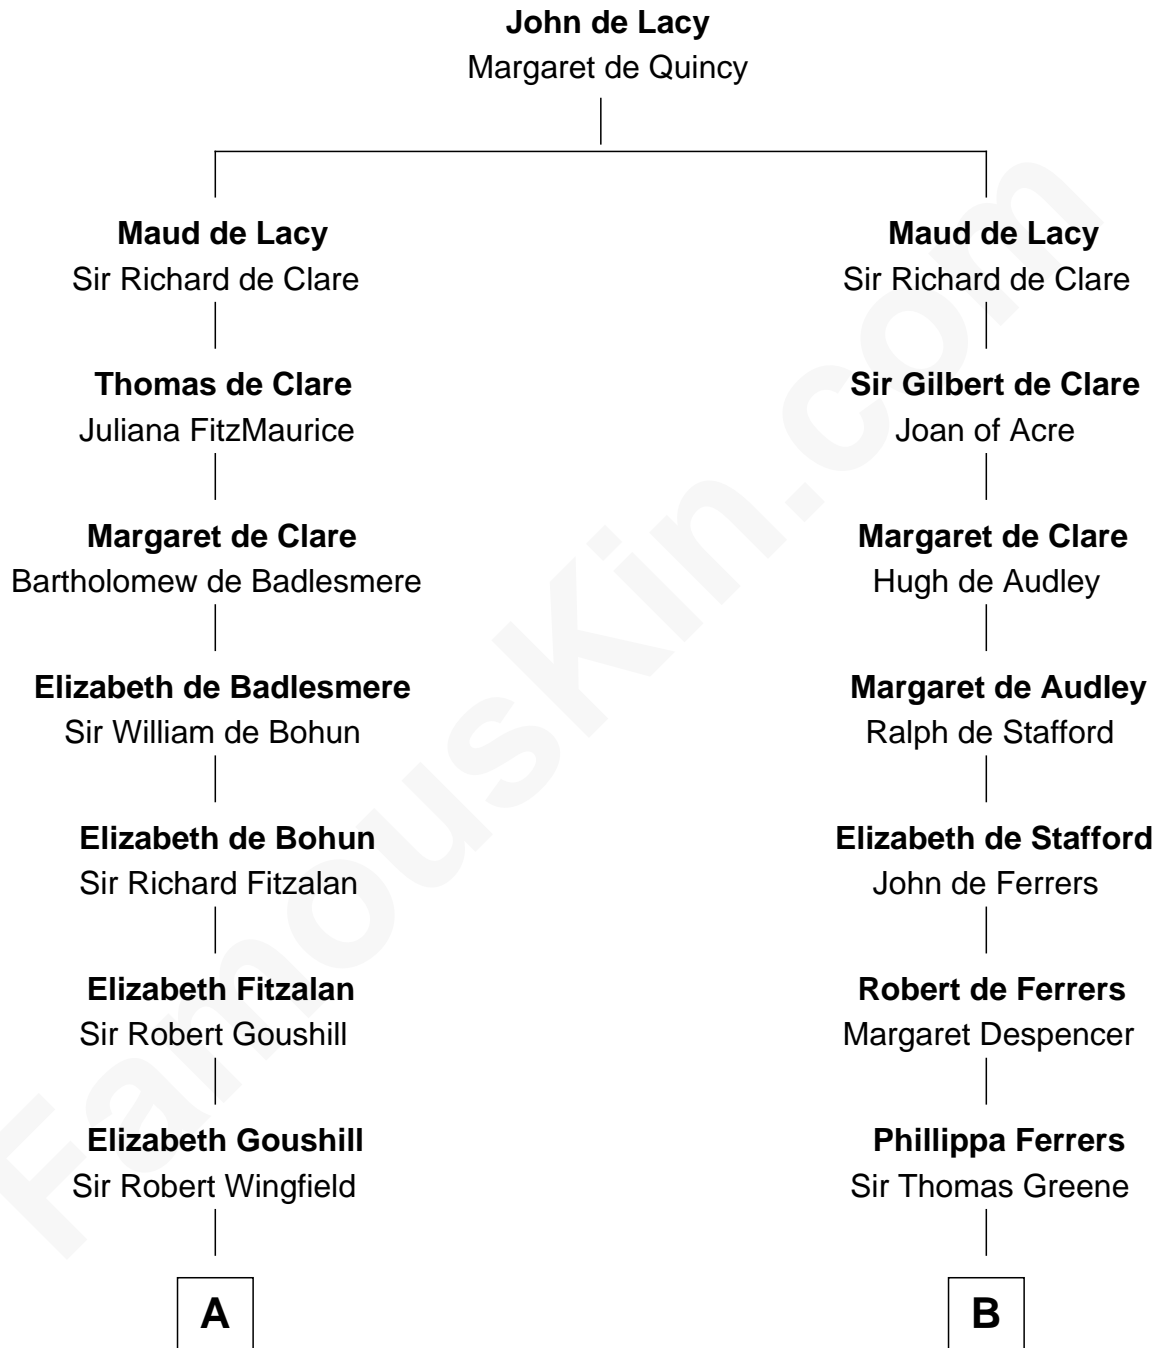 John de Lacy
Margaret de Quincy
Maud de Lacy
Sir Richard de Clare
Thomas de Clare
Juliana FitzMaurice
Margaret de Clare
Bartholomew de Badlesmere
Elizabeth de Badlesmere
Sir William de Bohun
Elizabeth de Bohun
Sir Richard Fitzalan
Elizabeth Fitzalan
Sir Robert Goushill
Elizabeth Goushill
Sir Robert Wingfield
A
Maud de Lacy
Sir Richard de Clare
Sir Gilbert de Clare
Joan of Acre
Margaret de Clare
Hugh de Audley
Margaret de Audley
Ralph de Stafford
Elizabeth de Stafford
John de Ferrers
Robert de Ferrers
Margaret Despencer
Phillippa Ferrers
Sir Thomas Greene
B
FamousKin.com